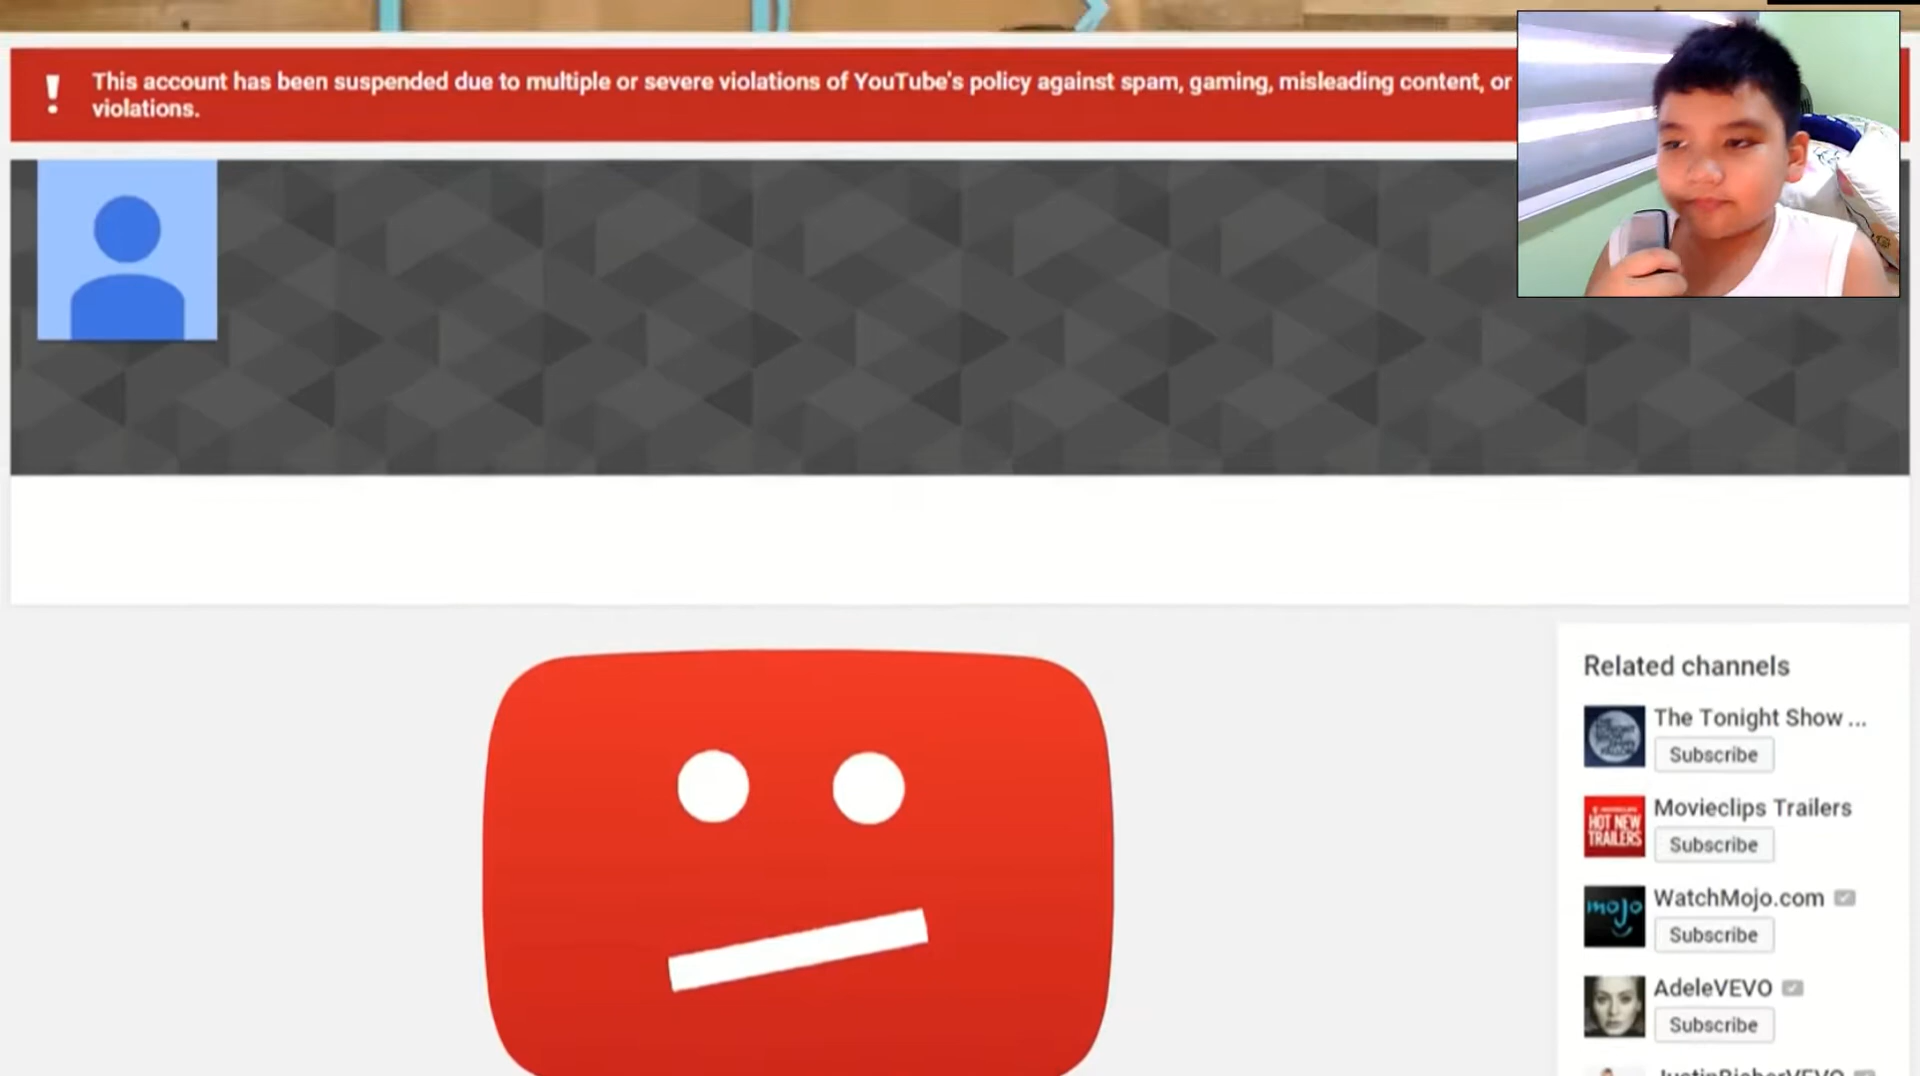 This account has been suspended due to multiple or severe violations of YouTube's policy against spam, gaming, misleading content, or
violations.
Related channels
The Tonight Show ...
Subscribe
HOT NEW
TRAILERS
Movieclips Trailers
Subscribe
mojo
WatchMojo.com
Subscribe
AdeleVEVO
Subscribe